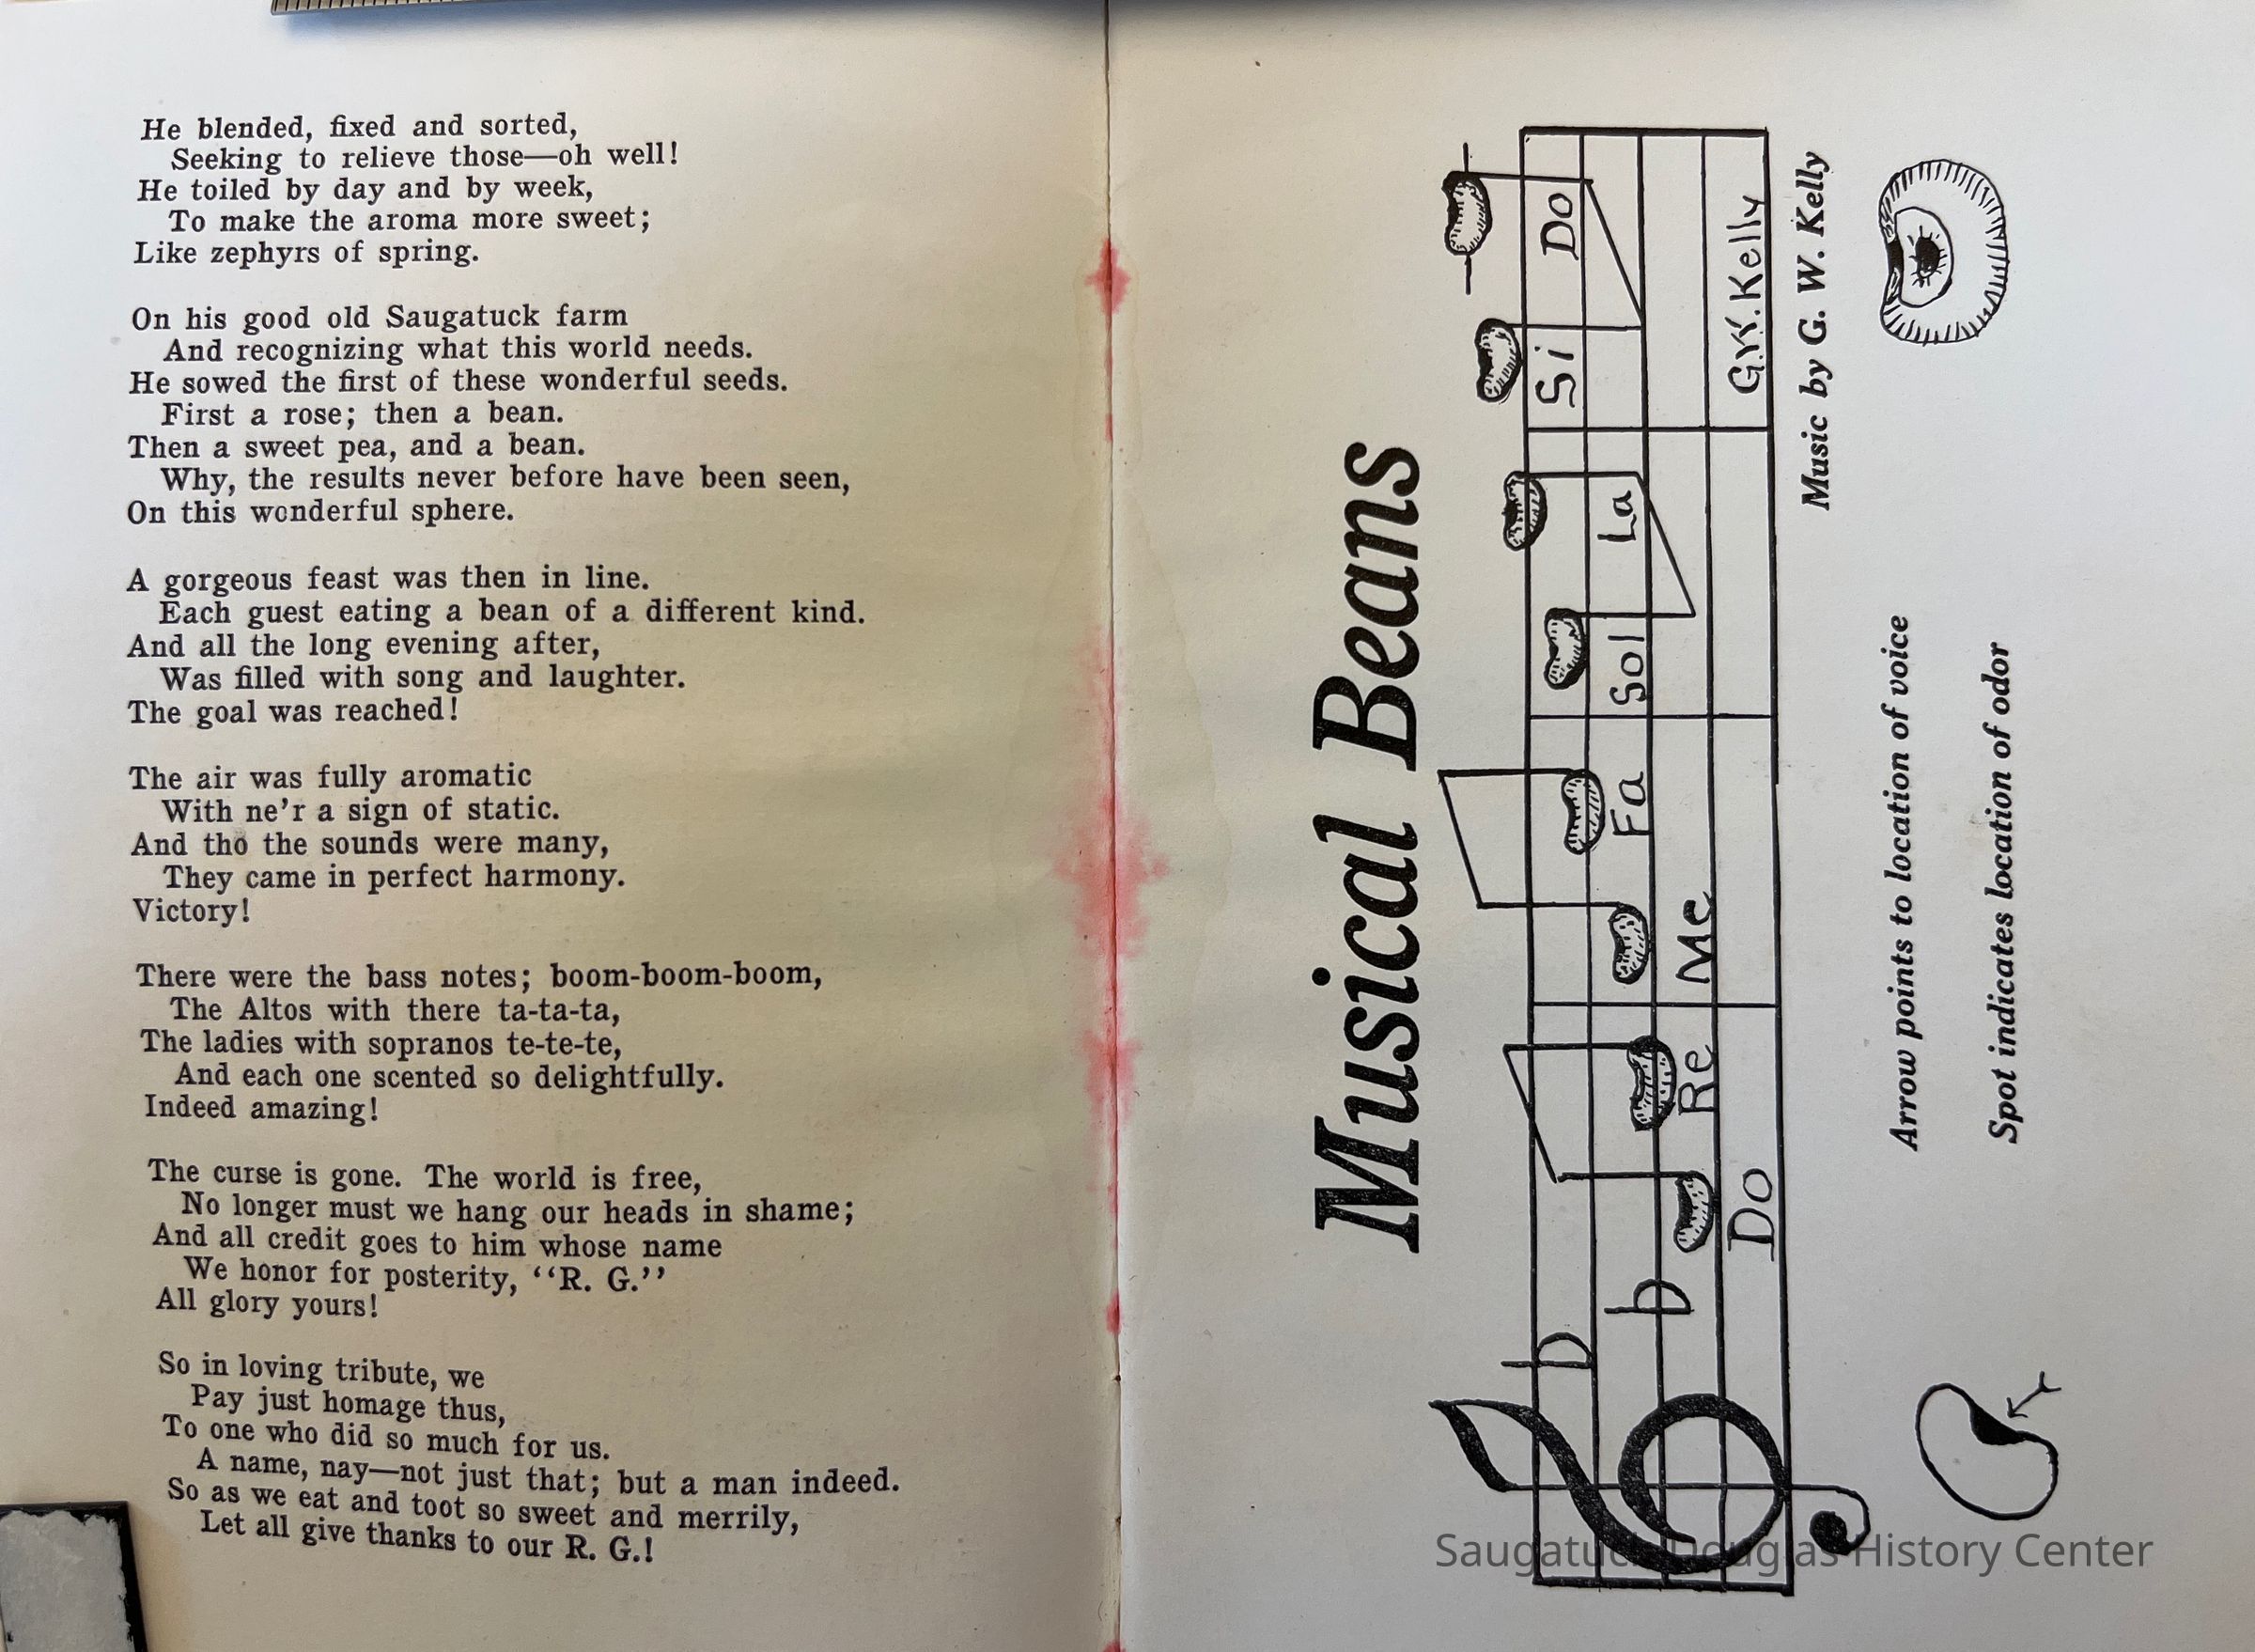 He blended, fixed and sorted,
Seeking to relieve those—oh well!
He toiled by day and by week,
To make the aroma more sweet;
Like zephyrs of spring.
On his good old Saugatuck farm
And recognizing what this world needs.
He sowed the first of these wonderful seeds.
First a rose; then a bean.
Then a sweet pea, and a bean.
Why, the results never before have been seen,
On this wonderful sphere.
A gorgeous feast was then in line.
Each guest eating a bean of a different kind.
And all the long evening after,
Was filled with song and laughter.
The goal was reached!
The air was fully aromatic
With ne'r a sign of static.
And tho the sounds were many,
They came in perfect harmony.
Victory!
There were the bass notes; boom-boom-boom,
The Altos with there ta-ta-ta,
The ladies with sopranos te-te-te,
And each one scented so delightfully.
Indeed amazing!
The curse is gone. The world is free,
No longer must we hang our heads in shame;
And all credit goes to him whose name
We honor for posterity, "R. G."
All glory yours!
So in loving tribute, we
Pay just homage thus,
To one who did so much for us.
A name, nay—not just that; but a man indeed.
So as we eat and toot so sweet and merrily,
Let all give thanks to our R. G.!
Musical Beans
Do Re Me Fa Sol La Si Do
G.W.Kelly
Music by G. W. Kelly
Arrow points to location of voice
Spot indicates location of odor
Saugatuck-Douglas History Center